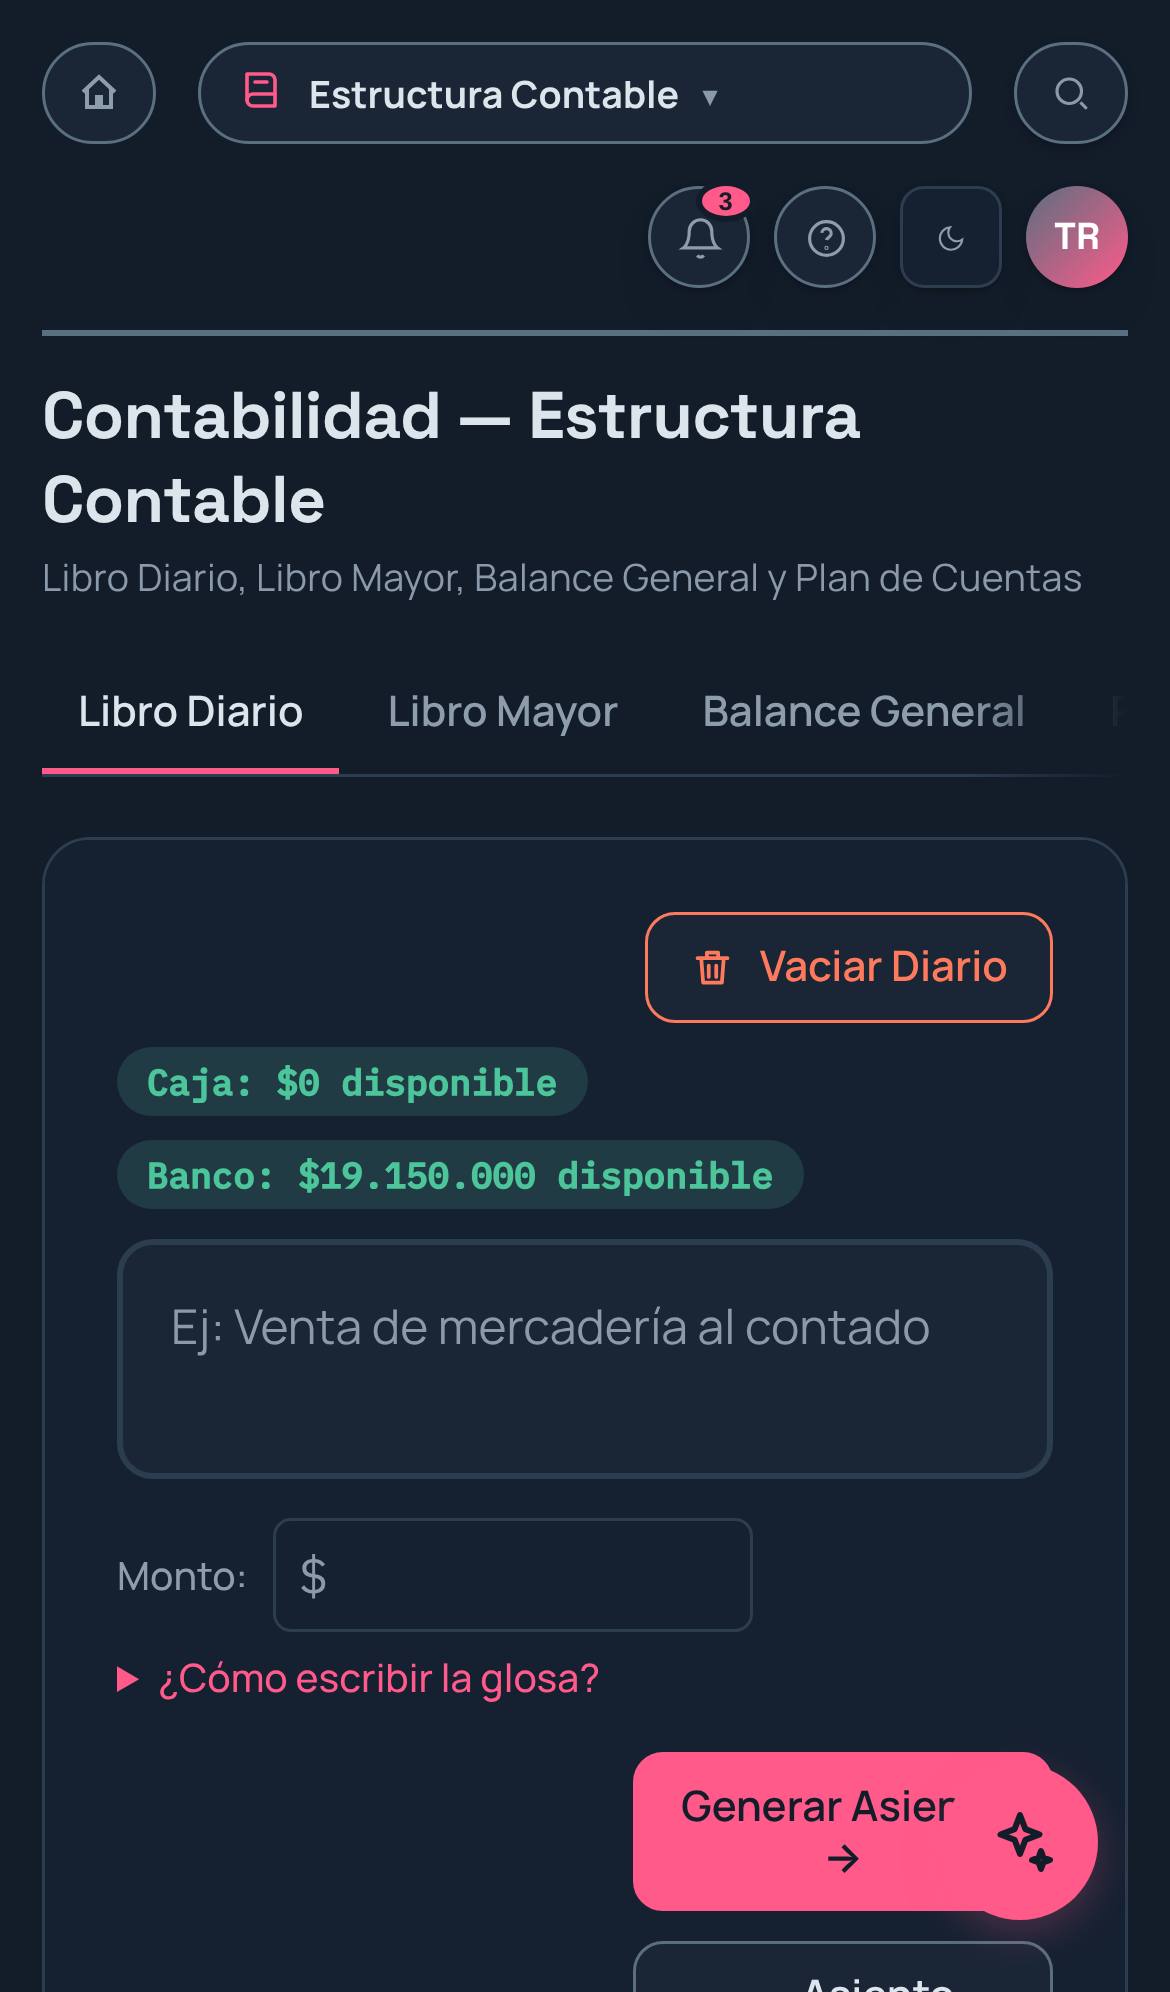 Estructura Contable ▾
3
TR
Contabilidad — Estructura
Contable
Libro Diario, Libro Mayor, Balance General y Plan de Cuentas
Libro Diario
Libro Mayor
Balance General
Vaciar Diario
Caja: $0 disponible
Banco: $19.150.000 disponible
Ej: Venta de mercadería al contado
Monto:
$
▶ ¿Cómo escribir la glosa?
Generar Asier
→
Asiento